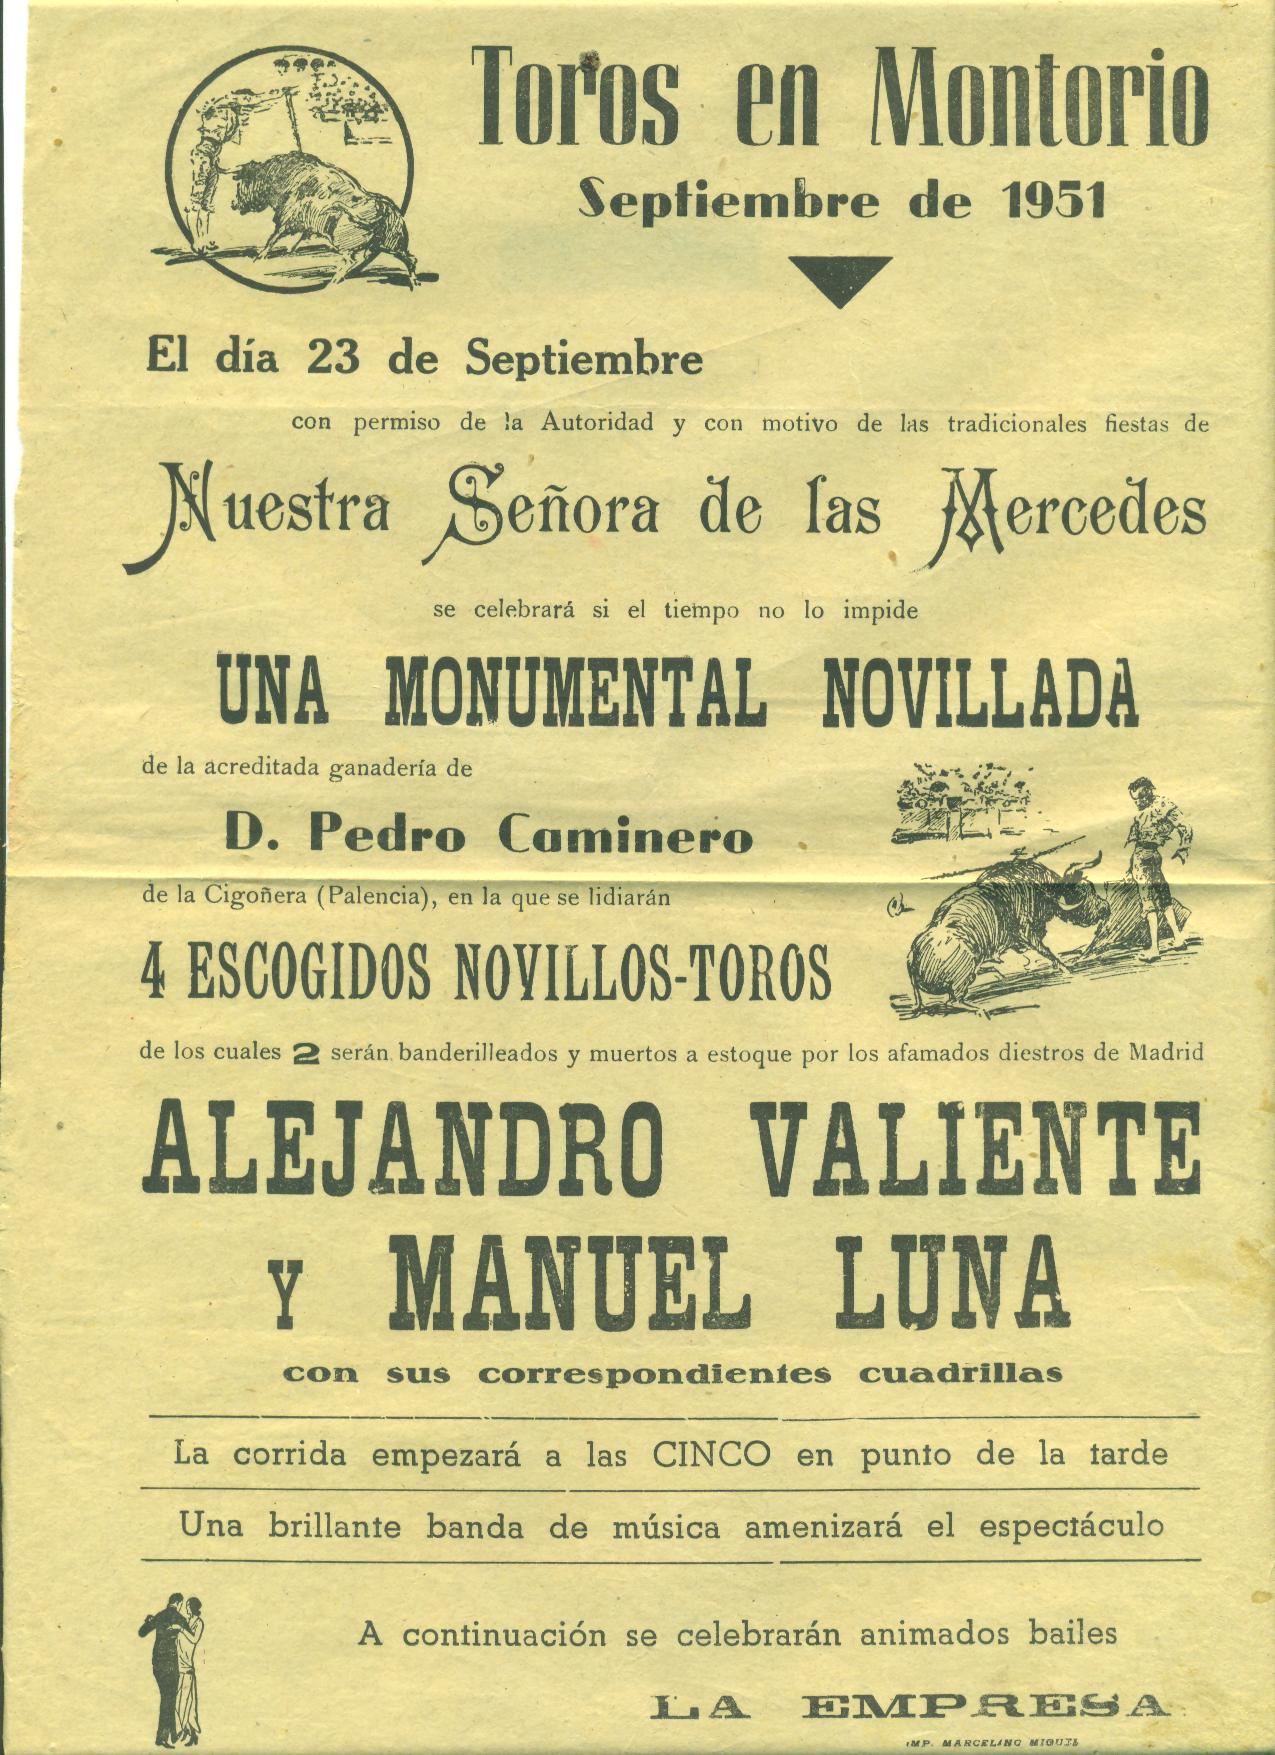 Toros en Montorio
Septiembre de 1951
El día 23 de Septiembre
con permiso de la Autoridad y con motivo de las tradicionales fiestas de
Nuestra Señora de las Mercedes
se celebrará si el tiempo no lo impide
UNA MONUMENTAL NOVILLADA
de la acreditada ganadería de
D. Pedro Caminero
de la Cigoñera (Palencia), en la que se lidiarán
4 ESCOGIDOS NOVILLOS-TOROS
de los cuales 2 serán banderilleados y muertos a estoque por los afamados diestros de Madrid
ALEJANDRO VALIENTE
Y MANUEL LUNA
con sus correspondientes cuadrillas
La corrida empezará a las CINCO en punto de la tarde
Una brillante banda de música amenizará el espectáculo
A continuación se celebrarán animados bailes
LA EMPRESA
IMP. MARCELINO MIGUEL